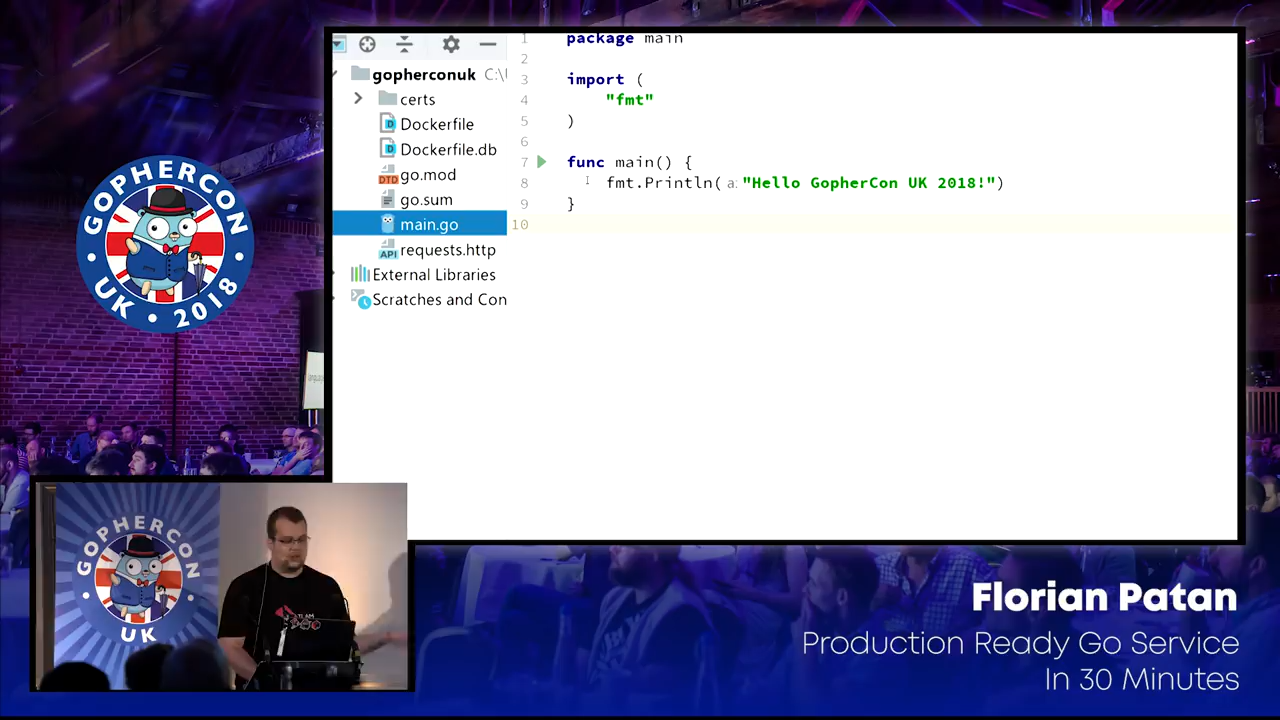 GOPHERCON
UK • 2018
gopherconuk C:\
certs
Dockerfile
Dockerfile.db
go.mod
go.sum
main.go
requests.http
External Libraries
Scratches and Con
DTD
API
1 package main
2
3 import (
4 "fmt"
5 )
6
7 func main() {
8 fmt.Println( a: "Hello GopherCon UK 2018!")
9 }
10
GOPHERCON
UK
Florian Patan
Production Ready Go Service
In 30 Minutes